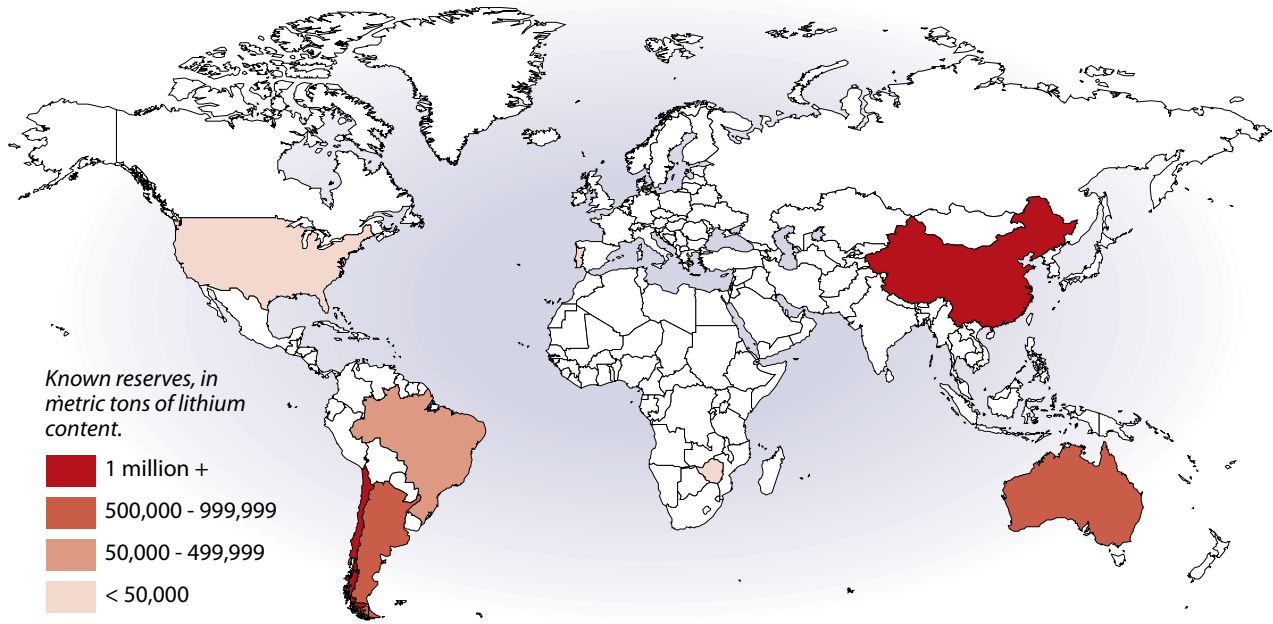 Known reserves, in
metric tons of lithium
content.
1 million +
500,000 - 999,999
50,000 - 499,999
< 50,000